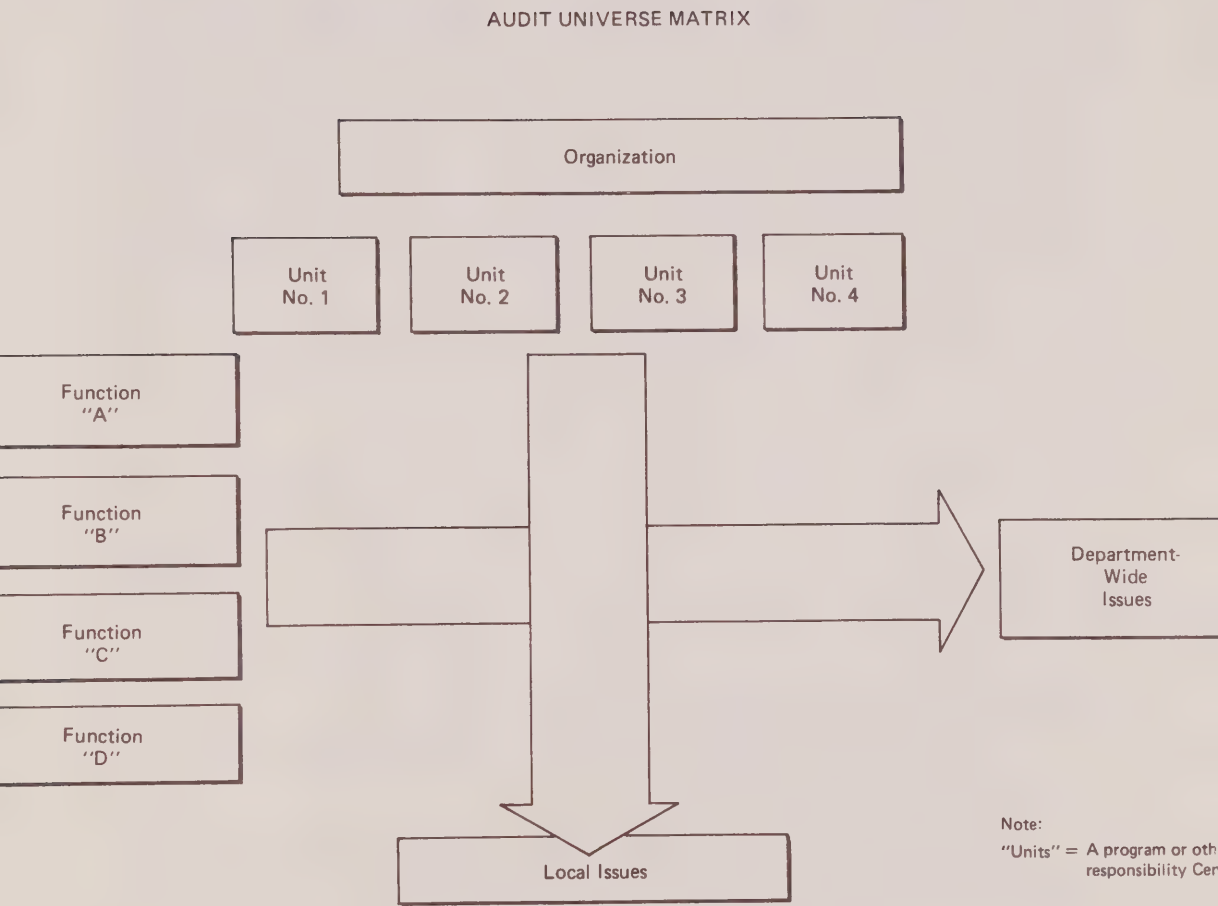 AUDIT UNIVERSE MATRIX
Organization
Unit
No. 1
Unit
No. 2
Unit
No. 3
Unit
No. 4
Function
"A"
Function
"B"
Function
"C"
Function
"D"
Department-
Wide
Issues
Local Issues
Note:
"Units" = A program or oth
responsibility Cen